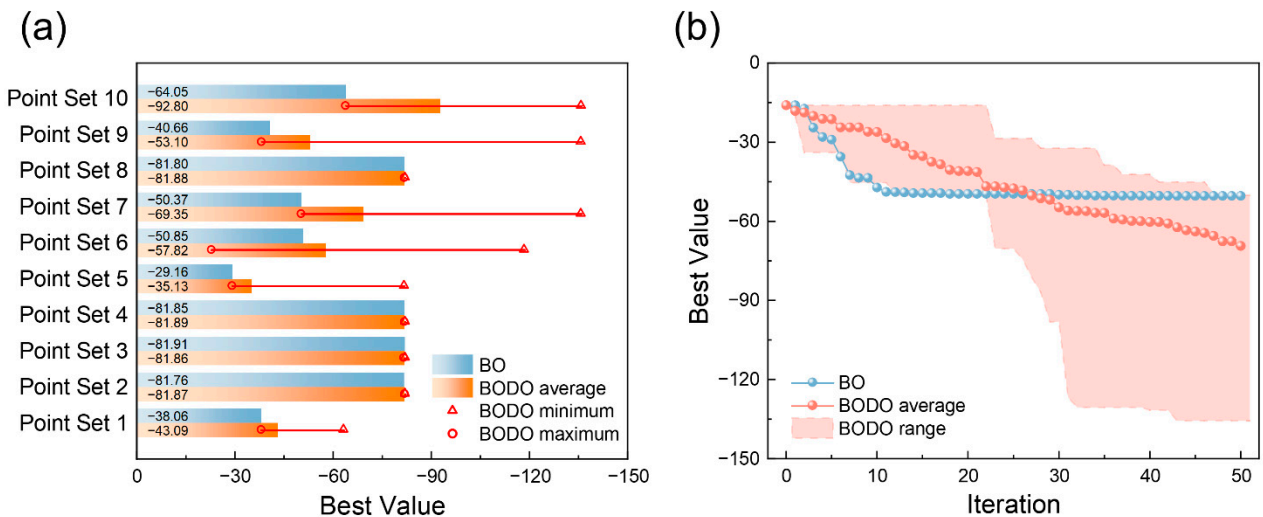 (a)
Point Set 10
−64.05
−92.80
Point Set 9
−40.66
−53.10
Point Set 8
−81.80
−81.88
Point Set 7
−50.37
−69.35
Point Set 6
−50.85
−57.82
Point Set 5
−29.16
−35.13
Point Set 4
−81.85
−81.89
Point Set 3
−81.91
−81.86
Point Set 2
−81.76
−81.87
Point Set 1
−38.06
−43.09
BO
BODO average
BODO minimum
BODO maximum
0 −30 −60 −90 −120 −150
Best Value
(b)
Best Value
0
−30
−60
−90
−120
−150
BO
BODO average
BODO range
0 10 20 30 40 50
Iteration